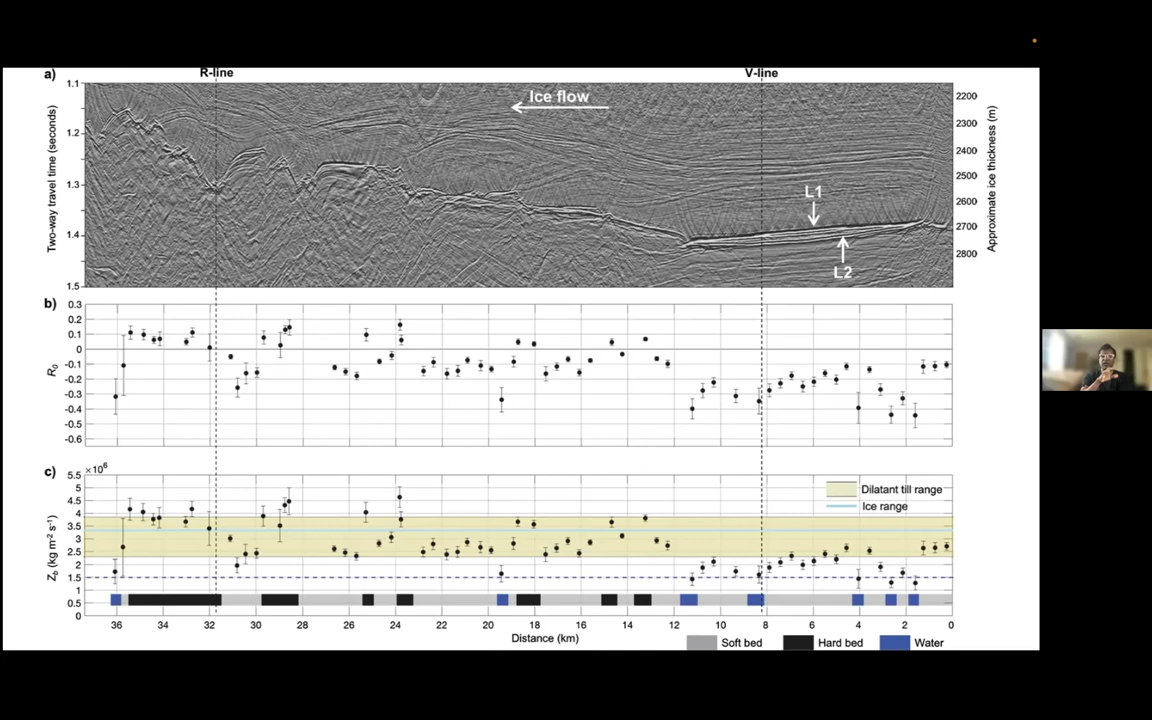 R-line
V-line
a)
1.1
1.2
1.3
1.4
1.5
Two-way travel time (seconds)
Ice flow
L1
L2
2200
2300
2400
2500
2600
2700
2800
Approximate ice thickness (m)
b)
0.3
0.2
0.1
0
-0.1
-0.2
-0.3
-0.4
-0.5
-0.6
R₀
c)
×10⁶
5.5
5
4.5
4
3.5
3
2.5
2
1.5
1
0.5
0
Z_b (kg m⁻² s⁻¹)
Dilatant till range
Ice range
36 34 32 30 28 26 24 22 20 18 16 14 12 10 8 6 4 2 0
Distance (km)
Soft bed Hard bed Water